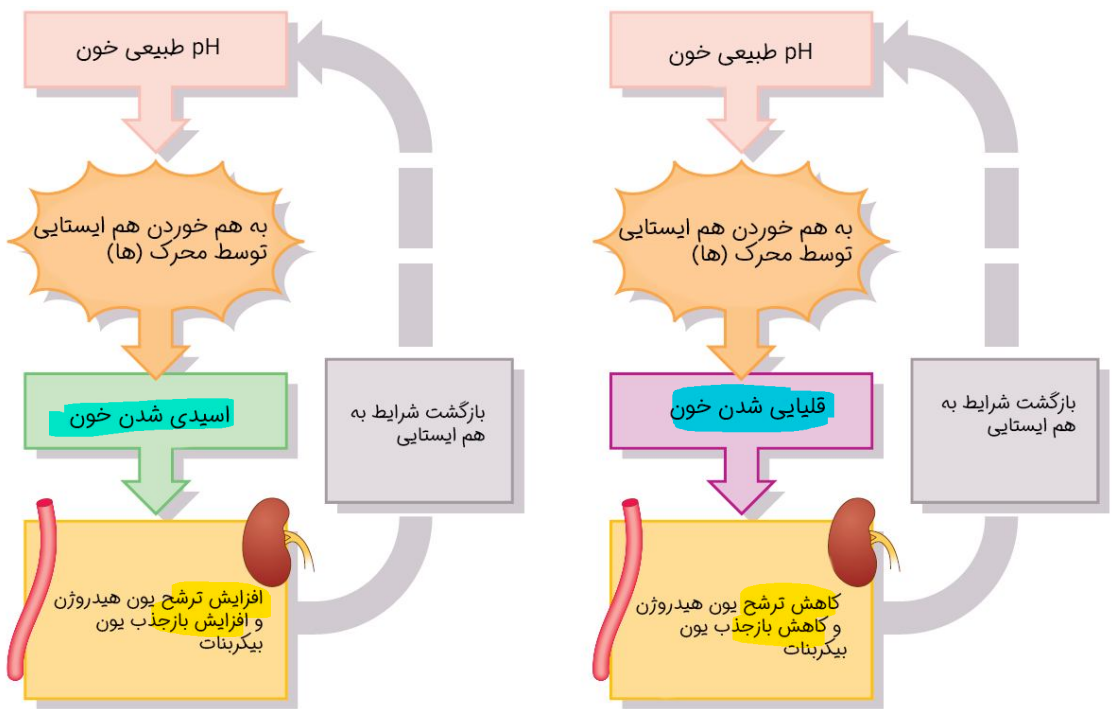 pH طبیعی خون
به هم خوردن هم ایستایی
توسط محرک (ها)
قلیایی شدن خون
کاهش ترشح یون هیدروژن
و کاهش بازجذب یون
بیکربنات
بازگشت شرایط به
هم ایستایی
pH طبیعی خون
به هم خوردن هم ایستایی
توسط محرک (ها)
اسیدی شدن خون
افزایش ترشح یون هیدروژن
و افزایش بازجذب یون
بیکربنات
بازگشت شرایط به
هم ایستایی